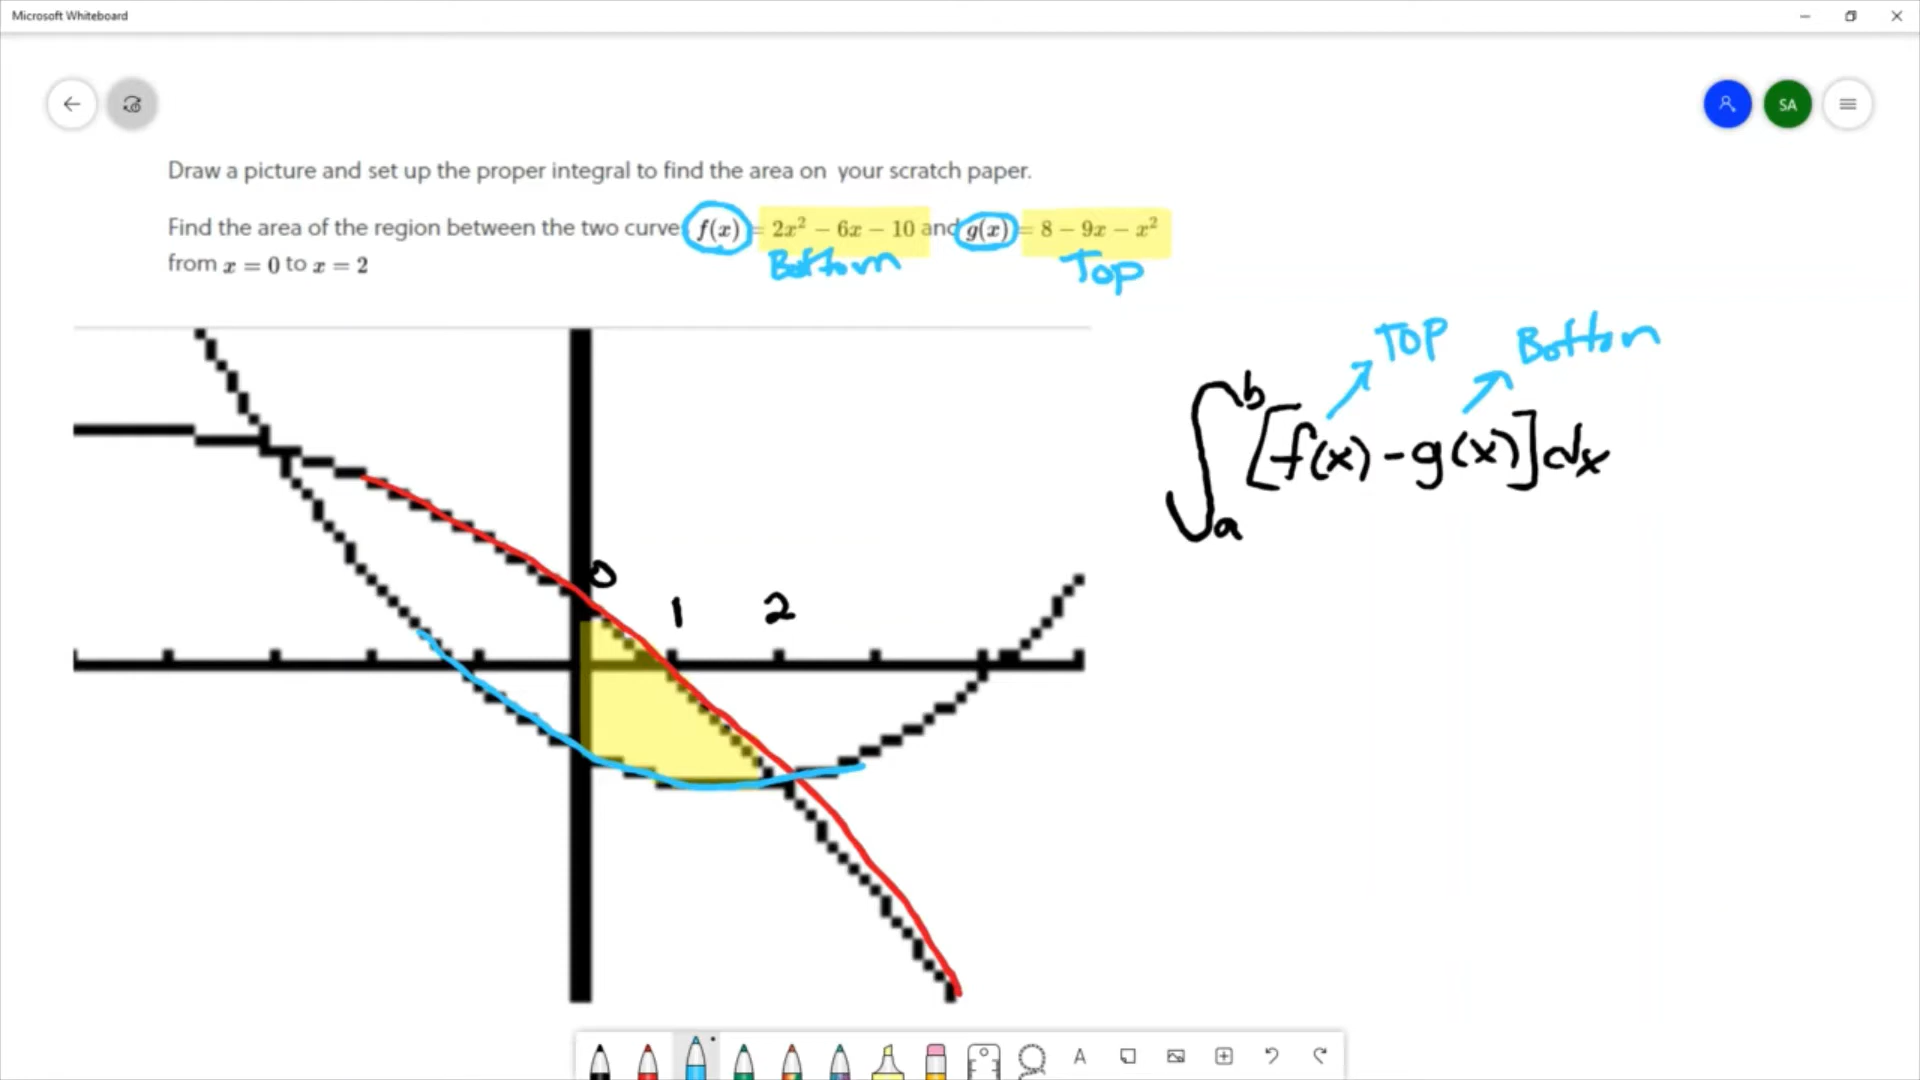 Microsoft Whiteboard
SA
Draw a picture and set up the proper integral to find the area on your scratch paper.
Find the area of the region between the two curve f(x) = 2x² − 6x − 10 and g(x) = 8 − 9x − x²
Bottom Top
from x = 0 to x = 2
TOP Bottom
∫ₐᵇ [f(x) - g(x)] dx
0
1 2
A